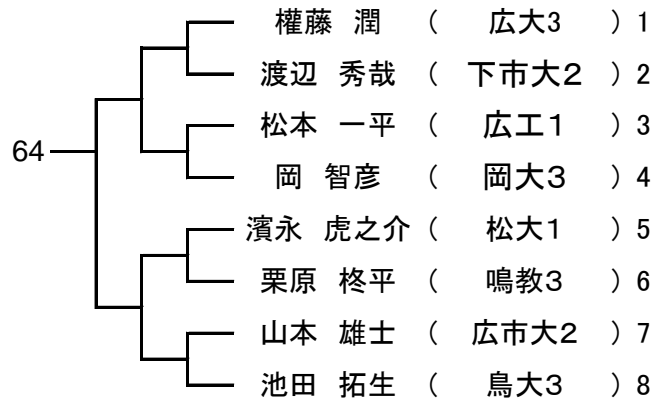 權藤 潤 ( 広大3 ) 1
渡辺 秀哉 ( 下市大2 ) 2
松本 一平 ( 広工1 ) 3
64
岡 智彦 ( 岡大3 ) 4
濱永 虎之介 ( 松大1 ) 5
栗原 柊平 ( 鳴教3 ) 6
山本 雄士 ( 広市大2 ) 7
池田 拓生 ( 鳥大3 ) 8